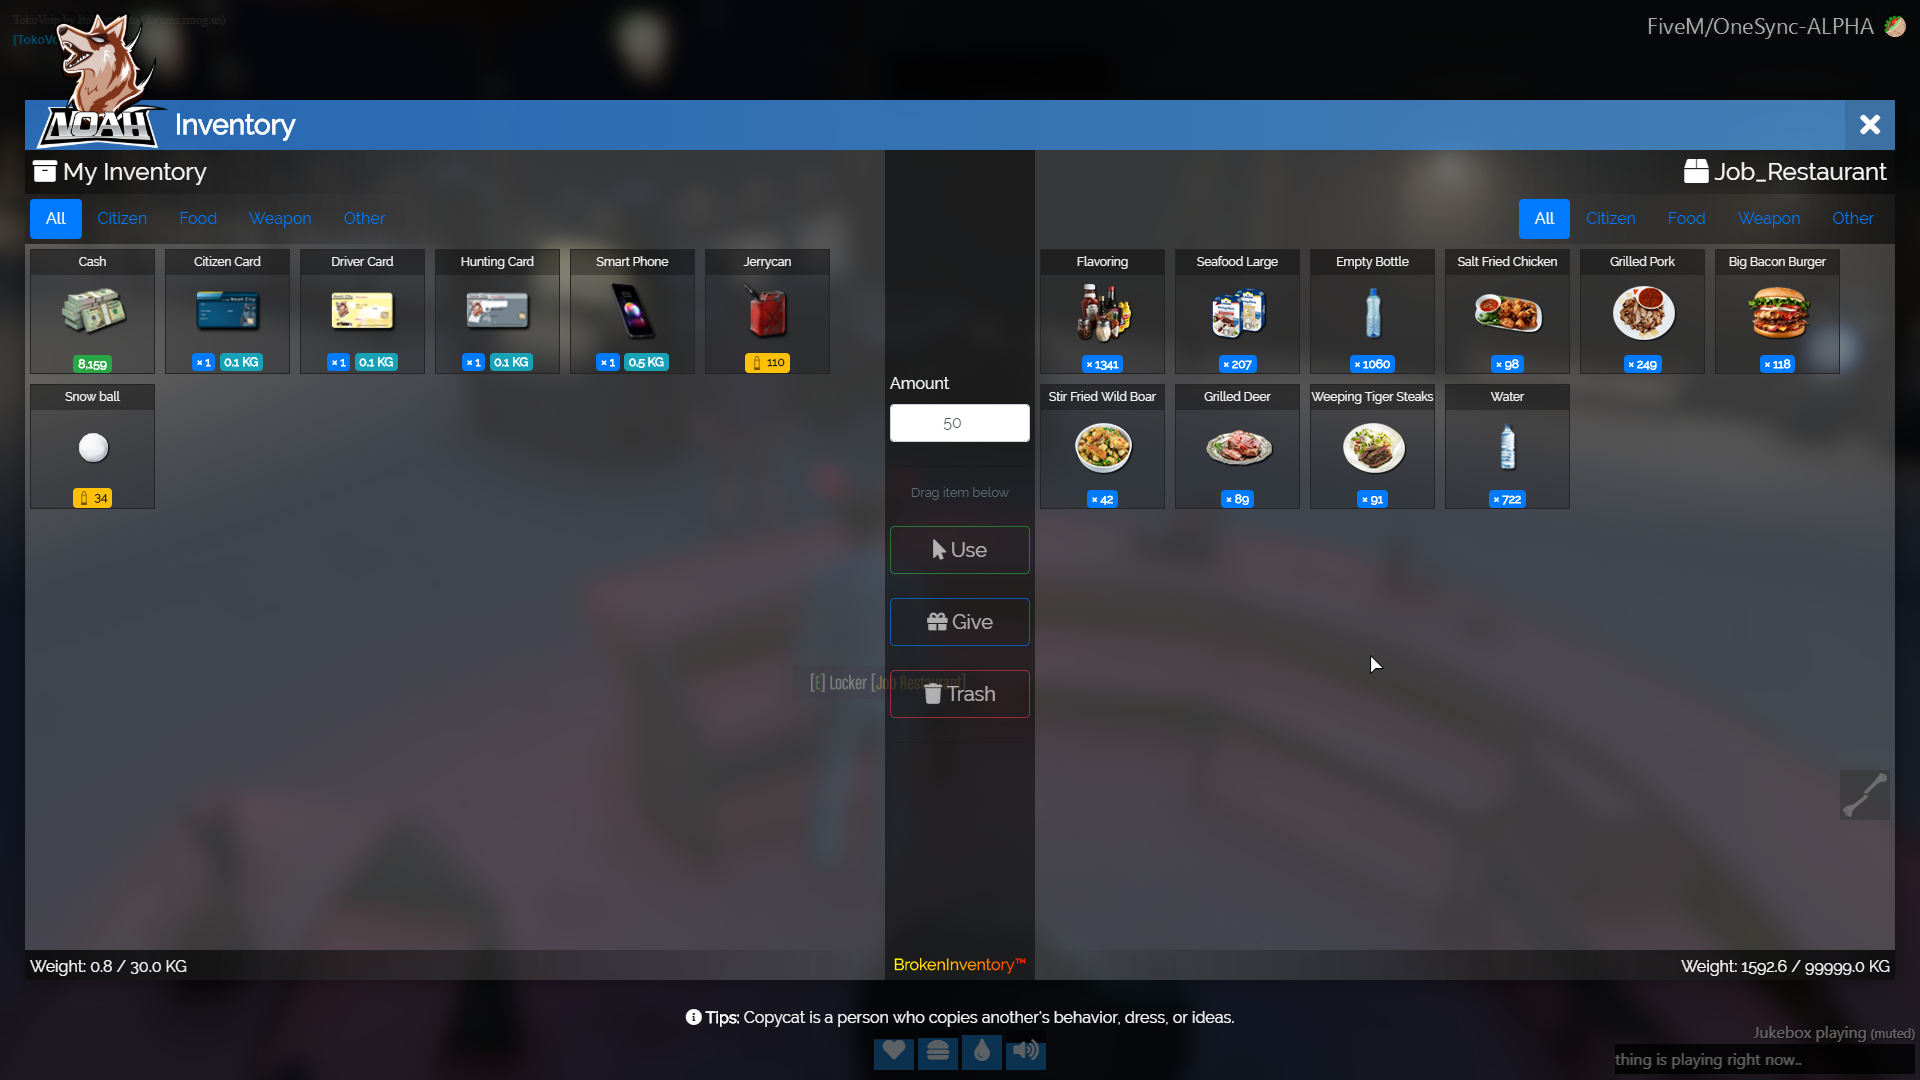 TokoVoip by
FiveM/OneSync-ALPHA
NOAH
Inventory
My Inventory
Job_Restaurant
All Citizen Food Weapon Other
All Citizen Food Weapon Other
Cash Citizen Card Driver Card Hunting Card Smart Phone Jerrycan
8,159 × 1 0.1 KG × 1 0.1 KG × 1 0.1 KG × 1 0.5 KG 110
Snow ball
34
Amount
50
Drag item below
Use
Give
Trash
[E] Locker [Job Restaurant]
BrokenInventory™
Flavoring Seafood Large Empty Bottle Salt Fried Chicken Grilled Pork Big Bacon Burger
× 1341 × 207 × 1060 × 98 × 249 × 118
Stir Fried Wild Boar Grilled Deer Weeping Tiger Steaks Water
× 42 × 89 × 91 × 722
Weight: 0.8 / 30.0 KG
Weight: 1592.6 / 99999.0 KG
Tips: Copycat is a person who copies another's behavior, dress, or ideas.
Jukebox playing (muted)
thing is playing right now..